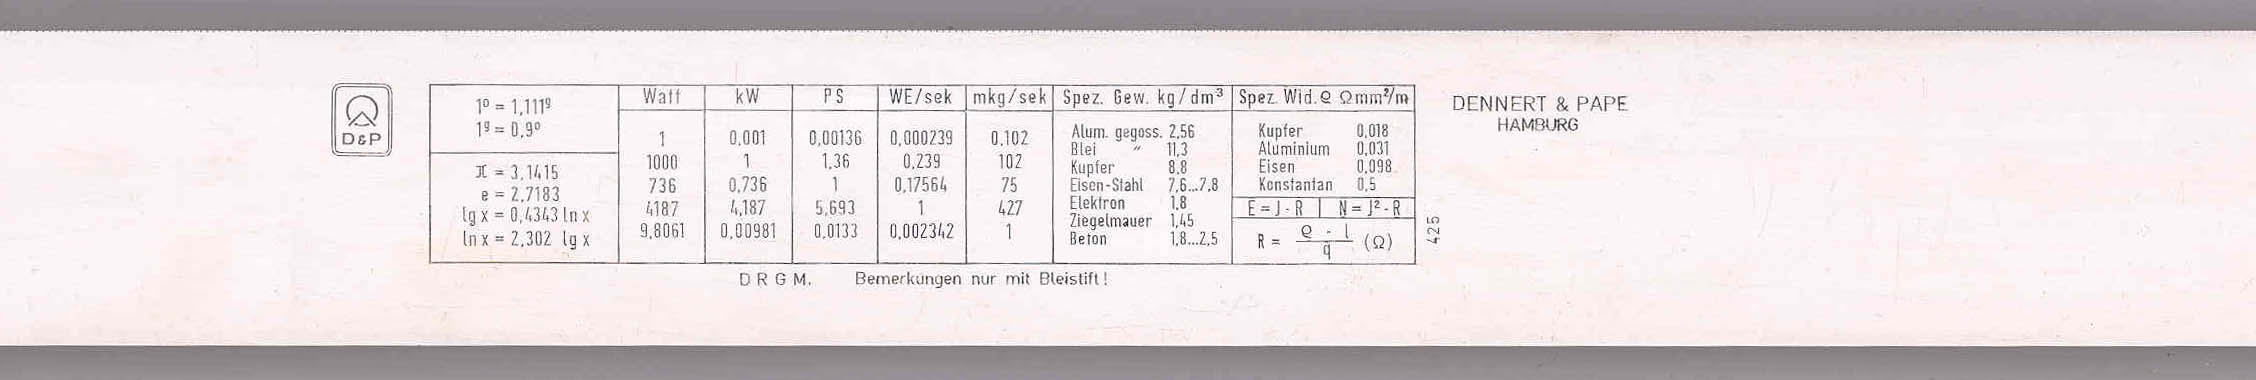 D&P
1° = 1,111ᵍ
1ᵍ = 0,9°
π = 3,1415
e = 2,7183
lg x = 0,4343 ln x
ln x = 2,302 lg x
Watt kW PS WE/sek mkg/sek
1 0,001 0,00136 0,000239 0,102
1000 1 1,36 0,239 102
736 0,736 1 0,17564 75
4187 4,187 5,693 1 427
9,8061 0,00981 0,0133 0,002342 1
Spez. Gew. kg/dm³
Alum. gegoss. 2,56
Blei " 11,3
Kupfer 8,8
Eisen-Stahl 7,6...7,8
Elektron 1,8
Ziegelmauer 1,45
Beton 1,8...2,5
Spez. Wid. ϱ Ωmm²/m
Kupfer 0,018
Aluminium 0,031
Eisen 0,098
Konstantan 0,5
E = J · R | N = J² · R
R = ϱ · l / q (Ω)
425
DENNERT & PAPE
HAMBURG
D R G M. Bemerkungen nur mit Bleistift!